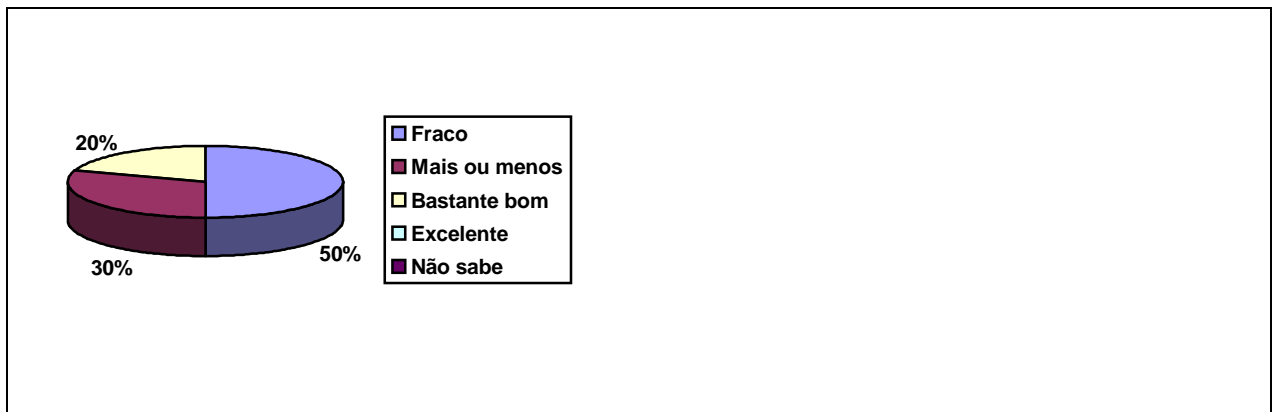 20%
30%
50%
Fraco
Mais ou menos
Bastante bom
Excelente
Não sabe